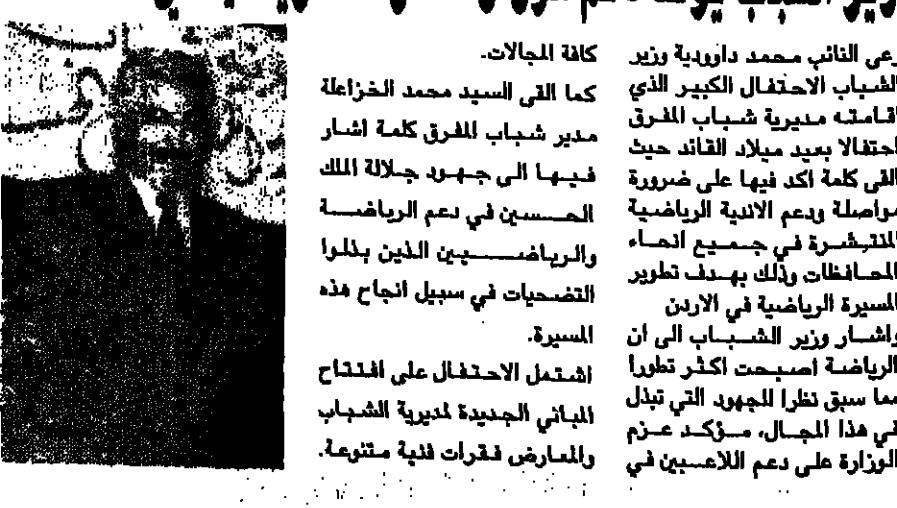 رعى النائب محمد داوودية وزير
الشباب الاحتفال الكبير الذي
اقامته مديرية شباب المفرق
احتفالا بعيد ميلاد القائد حيث
القى كلمة اكد فيها على ضرورة
مواصلة ودعم الاندية الرياضية
المنتشرة في جميع انحاء
المحافظات وذلك بهدف تطوير
المسيرة الرياضية في الاردن
واشار وزير الشباب الى ان
الرياضة اصبحت اكثر تطورا
مما سبق نظرا للجهود التي تبذل
في هذا المجال، مؤكد عزم
الوزارة على دعم اللاعبين في
كافة المجالات.
كما القى السيد محمد الخزاعلة
مدير شباب المفرق كلمة اشار
فيها الى جهود جلالة الملك
الحسين في دعم الرياضة
والرياضيين الذين بذلوا
التضحيات في سبيل انجاح هذه
المسيرة.
اشتمل الاحتفال على افتتاح
المباني الجديدة لمديرية الشباب
والمعارض فقرات فنية متنوعة.